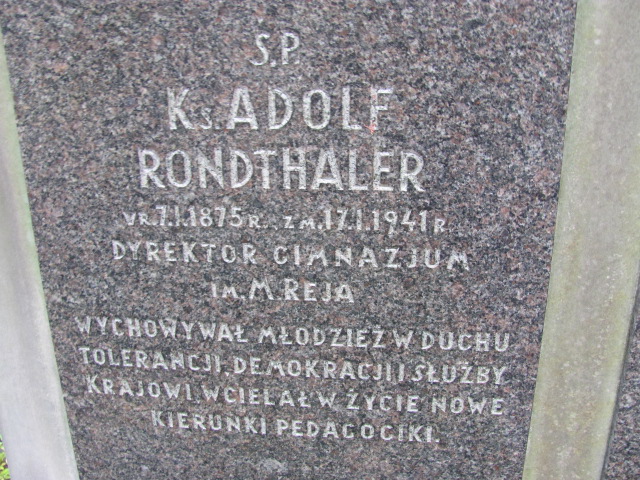 Ś.P.
Ks. ADOLF
RONDTHALER
UR. 7.I.1875 R. ZM. 17.I.1941 R.
DYREKTOR GIMNAZJUM
IM. M. REJA
WYCHOWYWAŁ MŁODZIEŻ W DUCHU
TOLERANCJI, DEMOKRACJI I SŁUŻBY
KRAJOWI, WCIELAŁ W ŻYCIE NOWE
KIERUNKI PEDAGOGIKI.